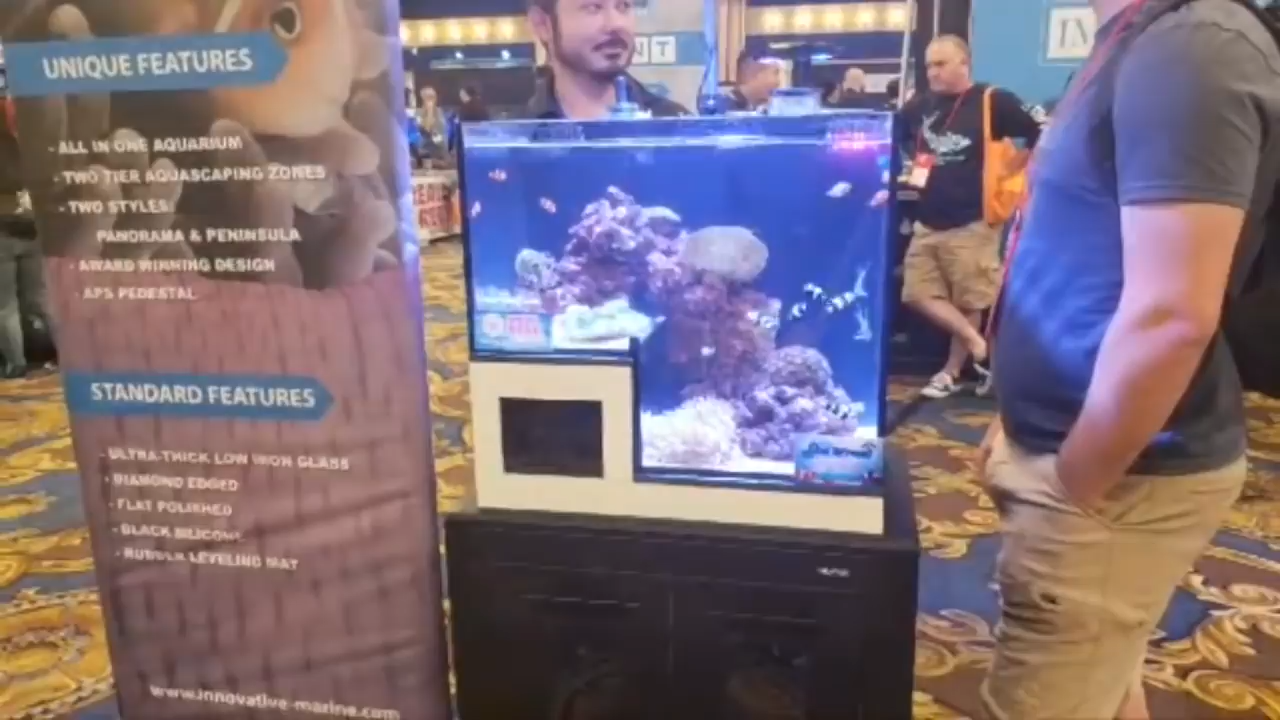 UNIQUE FEATURES
- ALL IN ONE AQUARIUM
- TWO TIER AQUASCAPING ZONES
- TWO STYLES:
PANORAMA & PENINSULA
- AWARD WINNING DESIGN
- APS PEDESTAL
STANDARD FEATURES
- ULTRA-THICK LOW IRON GLASS
- DIAMOND EDGED
- FLAT POLISHED
- BLACK SILICONE
- RUBBER LEVELING MAT
www.innovative-marine.com
NT